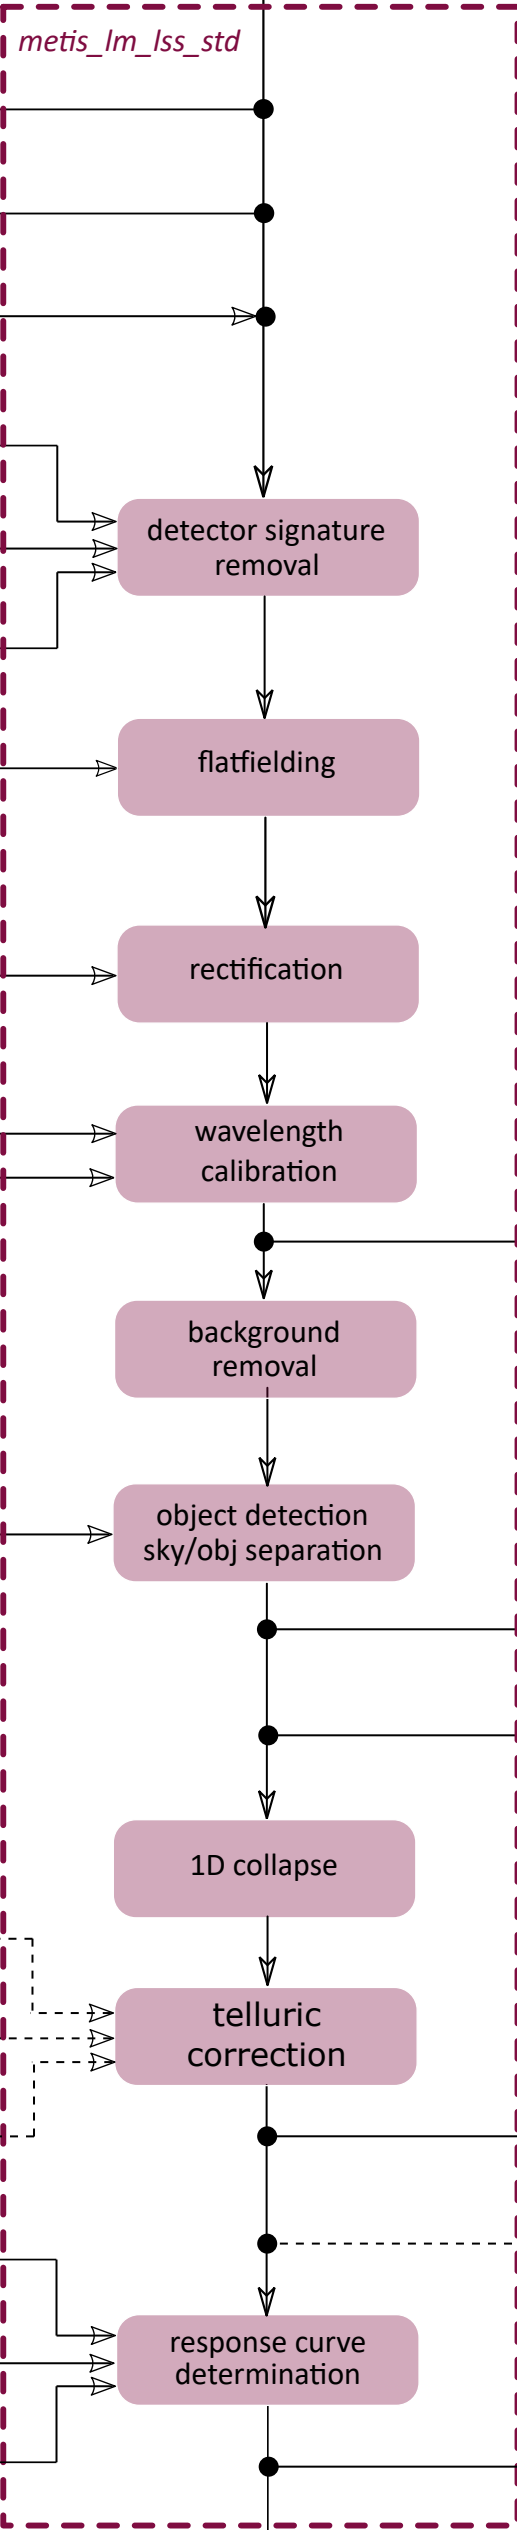 metis_lm_lss_std
detector signature
removal
flatfielding
rectification
wavelength
calibration
background
removal
object detection
sky/obj separation
1D collapse
telluric
correction
response curve
determination